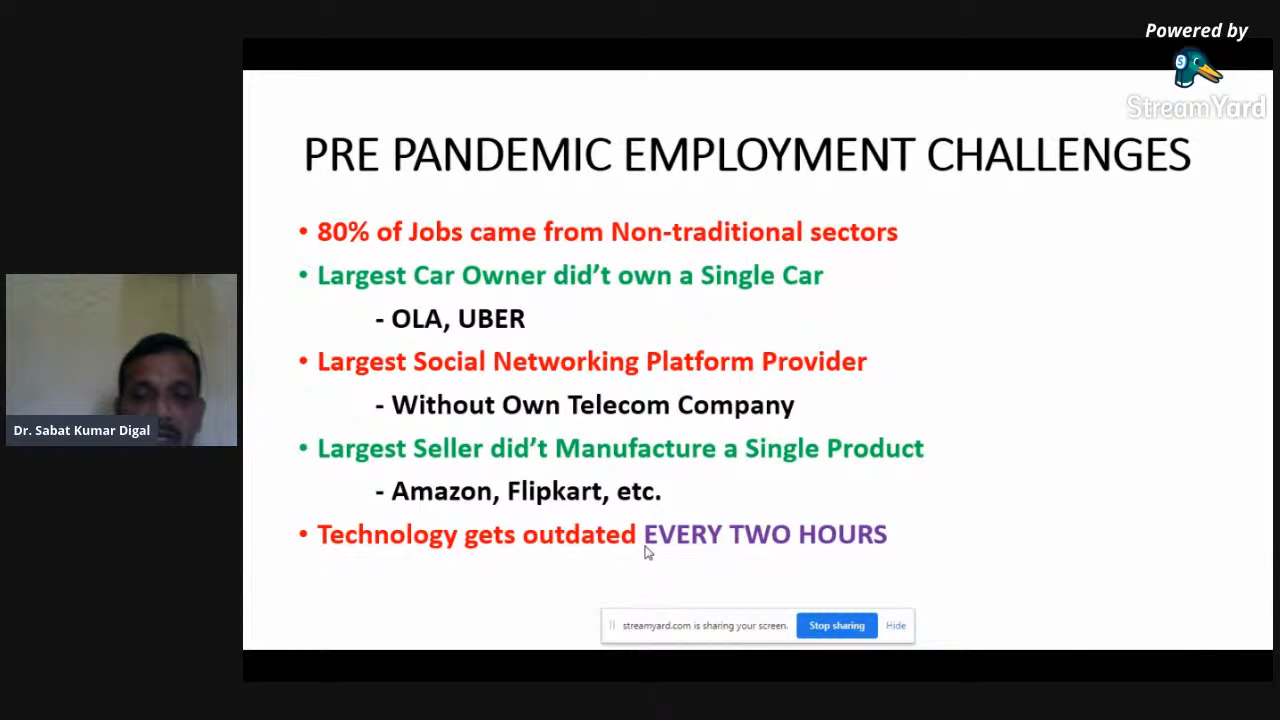 Powered by
StreamYard
PRE PANDEMIC EMPLOYMENT CHALLENGES
• 80% of Jobs came from Non-traditional sectors
• Largest Car Owner did't own a Single Car
- OLA, UBER
• Largest Social Networking Platform Provider
- Without Own Telecom Company
• Largest Seller did't Manufacture a Single Product
- Amazon, Flipkart, etc.
• Technology gets outdated EVERY TWO HOURS
Dr. Sabat Kumar Digal
streamyard.com is sharing your screen. Stop sharing Hide